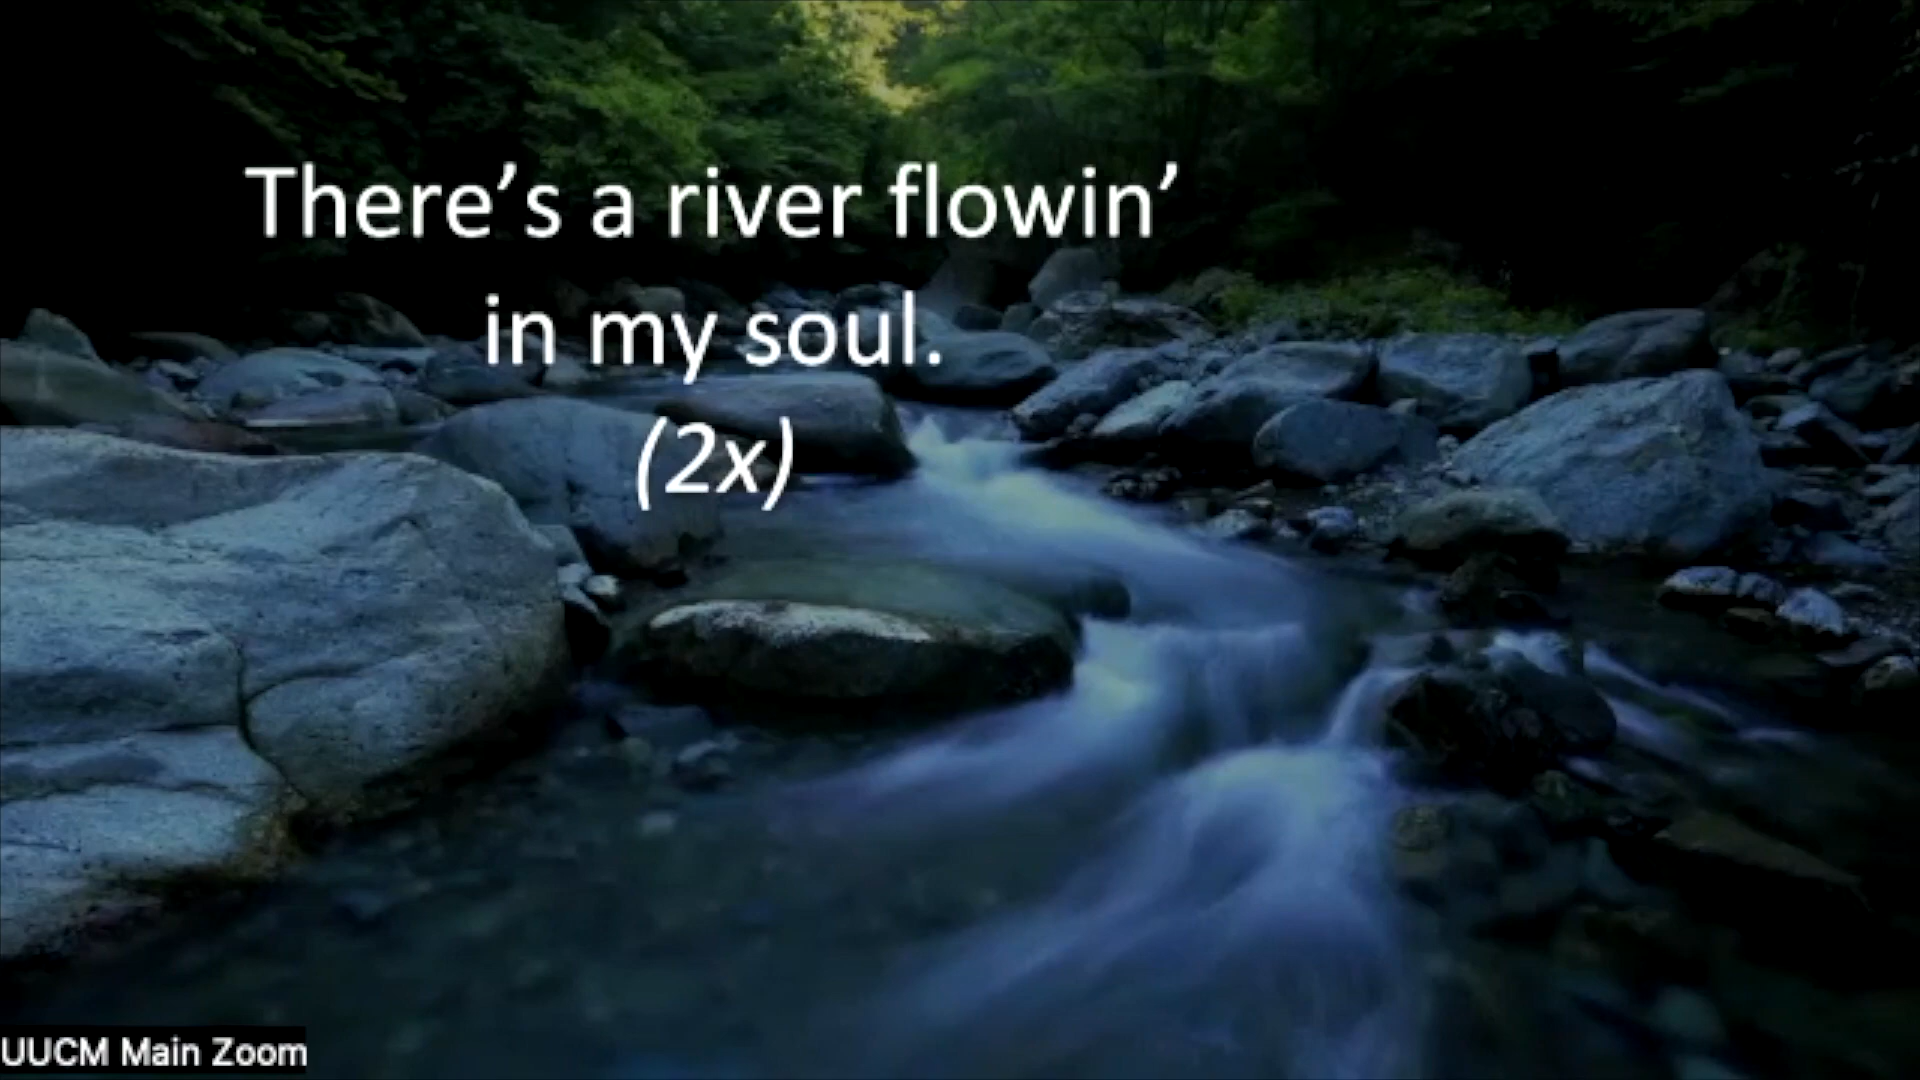 There’s a river flowin’
in my soul.
(2x)
UUCM Main Zoom